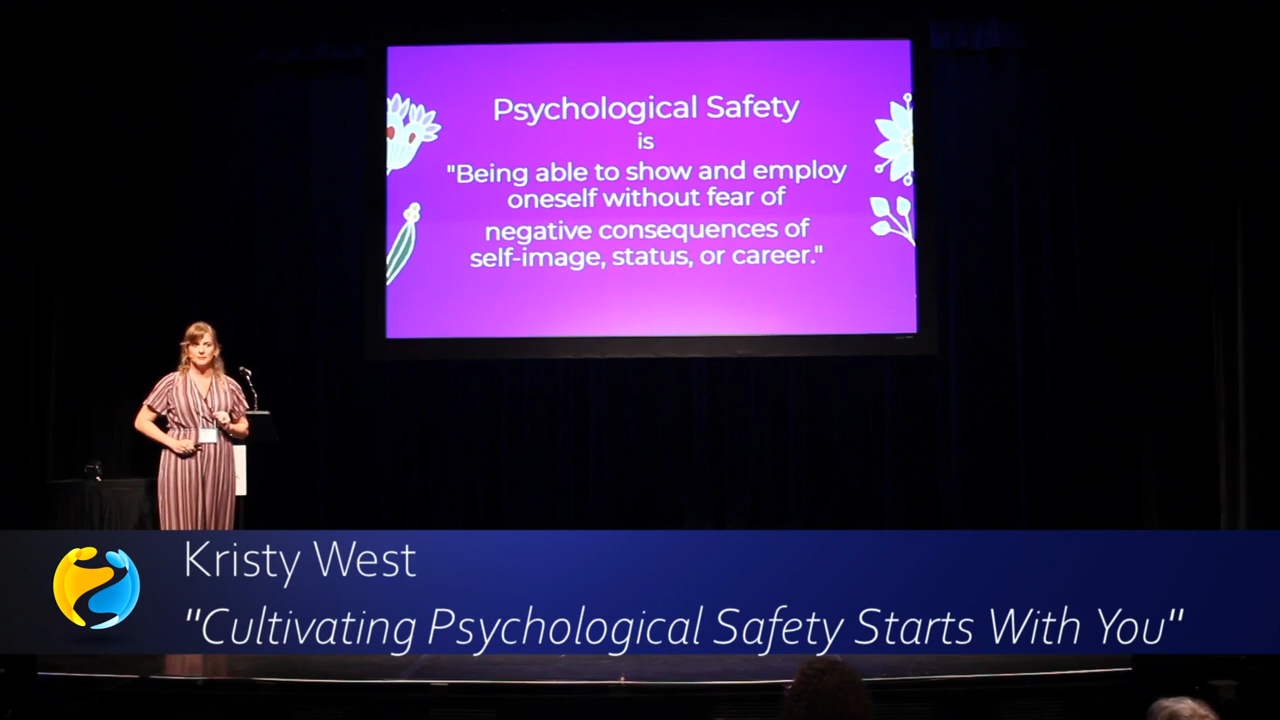 Psychological Safety
is
"Being able to show and employ
oneself without fear of
negative consequences of
self-image, status, or career."
Kristy West
"Cultivating Psychological Safety Starts With You"